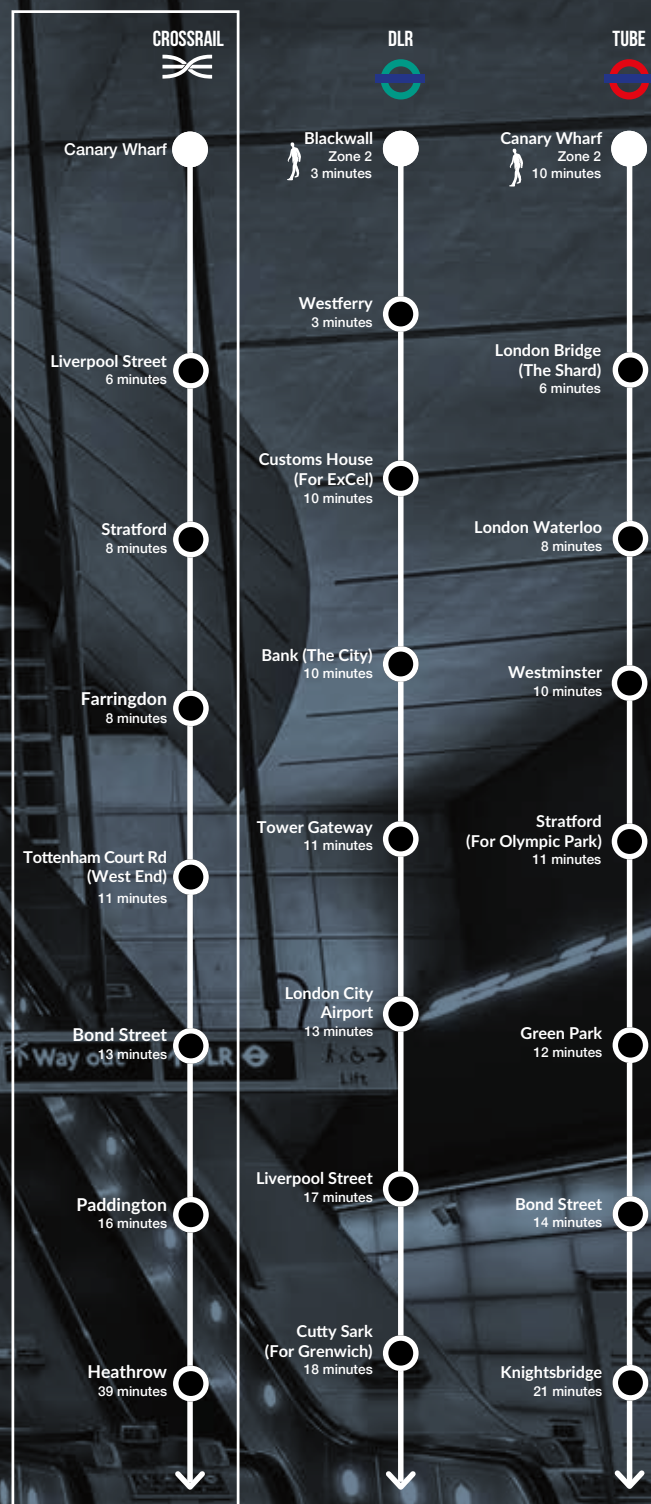 CROSSRAIL
Canary Wharf
Liverpool Street
6 minutes
Stratford
8 minutes
Farringdon
8 minutes
Tottenham Court Rd
(West End)
11 minutes
Bond Street
13 minutes
Paddington
16 minutes
Heathrow
39 minutes
DLR
Blackwall
Zone 2
3 minutes
Westferry
3 minutes
Customs House
(For ExCel)
10 minutes
Bank (The City)
10 minutes
Tower Gateway
11 minutes
London City
Airport
13 minutes
Liverpool Street
17 minutes
Cutty Sark
(For Grenwich)
18 minutes
TUBE
Canary Wharf
Zone 2
10 minutes
London Bridge
(The Shard)
6 minutes
London Waterloo
8 minutes
Westminster
10 minutes
Stratford
(For Olympic Park)
11 minutes
Green Park
12 minutes
Bond Street
14 minutes
Knightsbridge
21 minutes
Way out
DLR
Lift